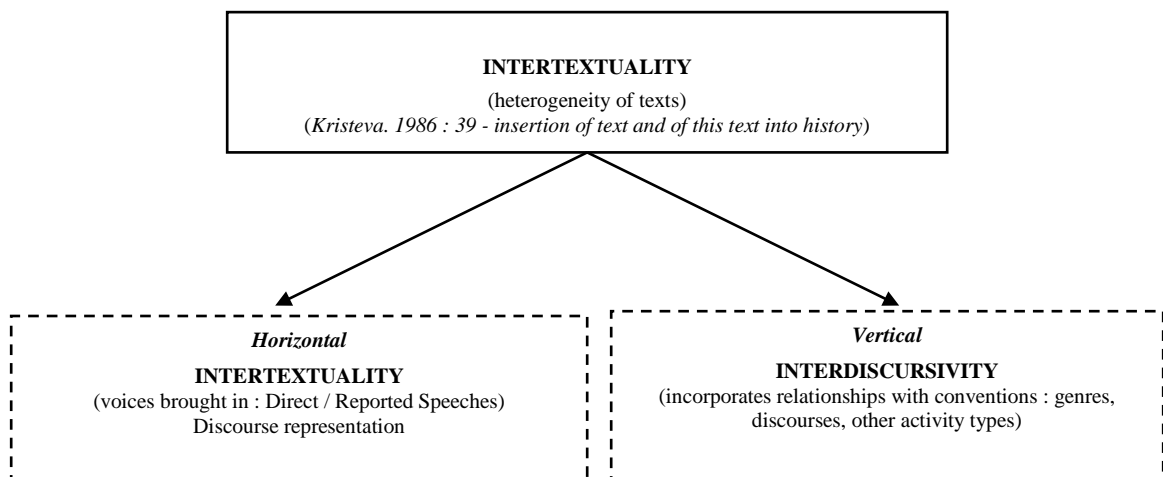 INTERTEXTUALITY
(heterogeneity of texts)
(Kristeva. 1986 : 39 - insertion of text and of this text into history)
Horizontal
INTERTEXTUALITY
(voices brought in : Direct / Reported Speeches)
Discourse representation
Vertical
INTERDISCURSIVITY
(incorporates relationships with conventions : genres,
discourses, other activity types)